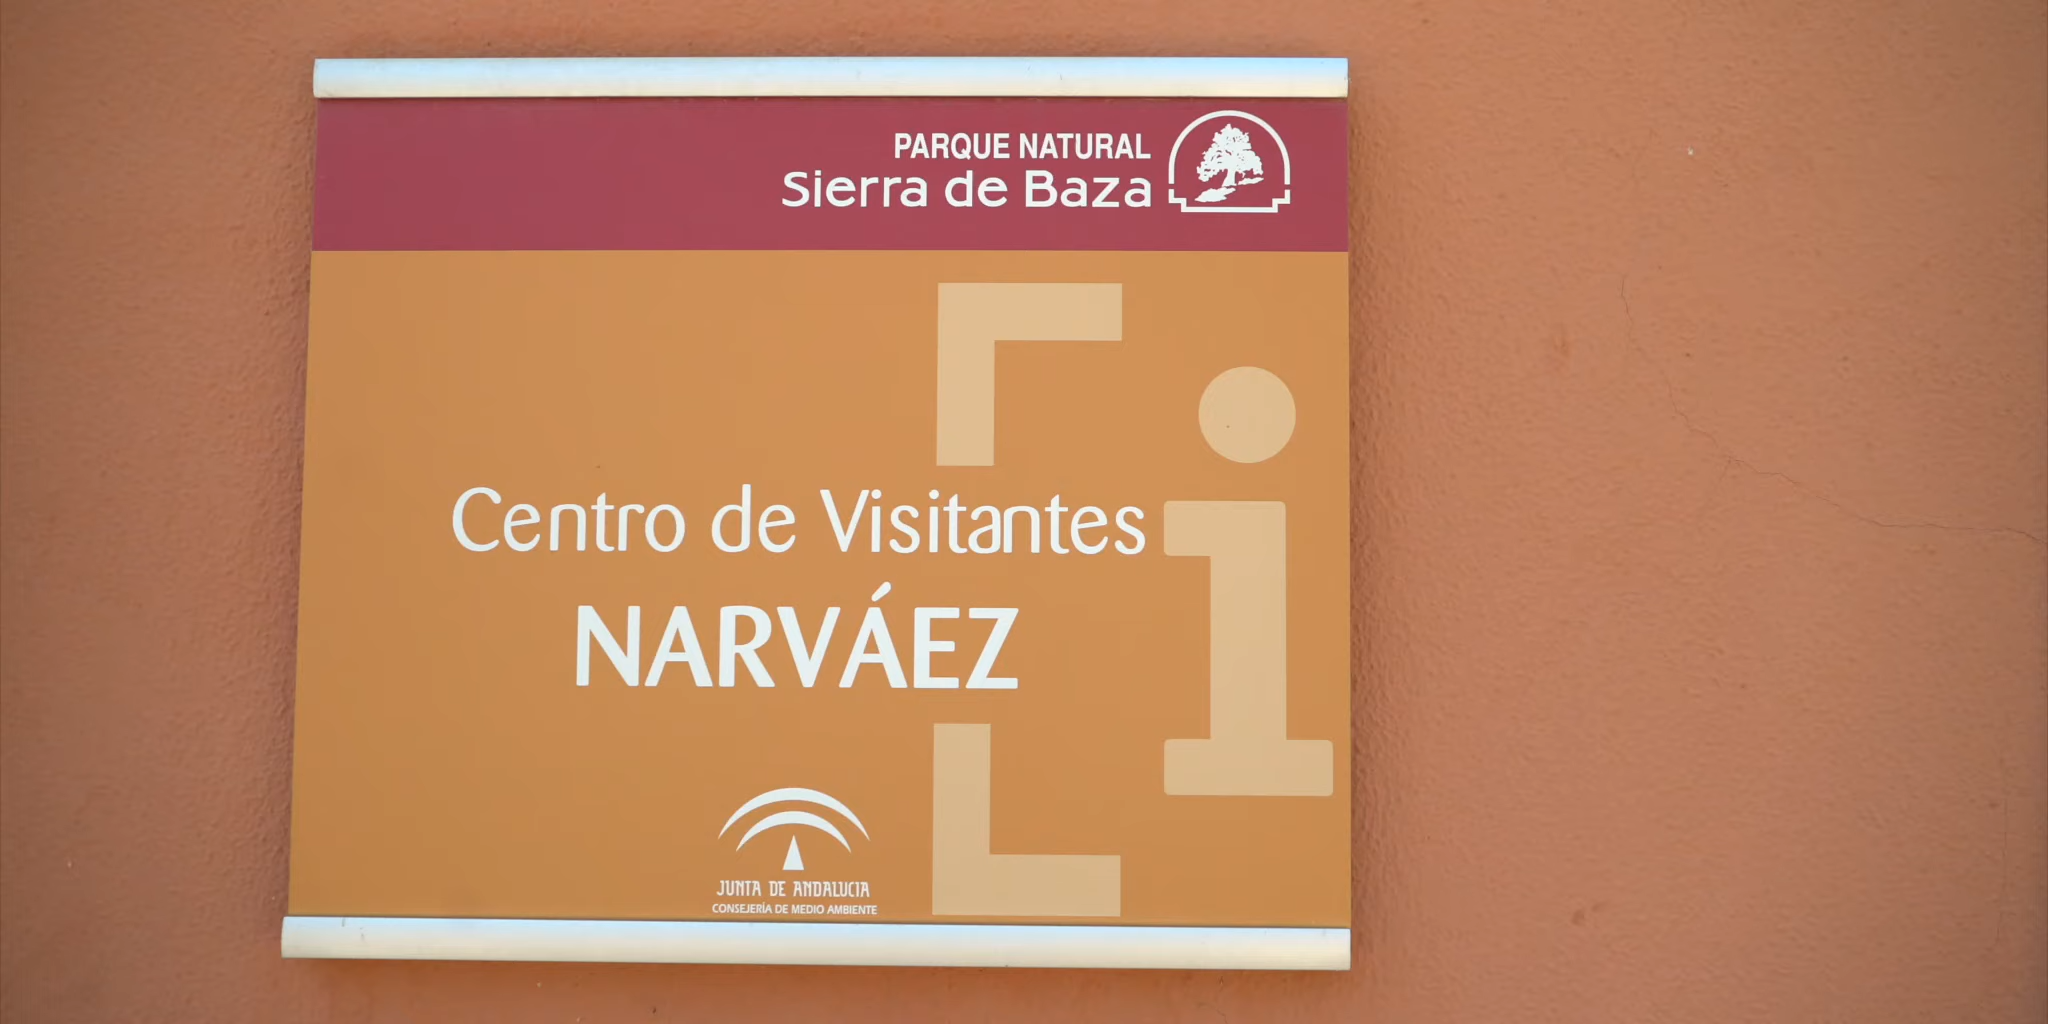 PARQUE NATURAL
Sierra de Baza
Centro de Visitantes
NARVÁEZ
JUNTA DE ANDALUCIA
CONSEJERÍA DE MEDIO AMBIENTE